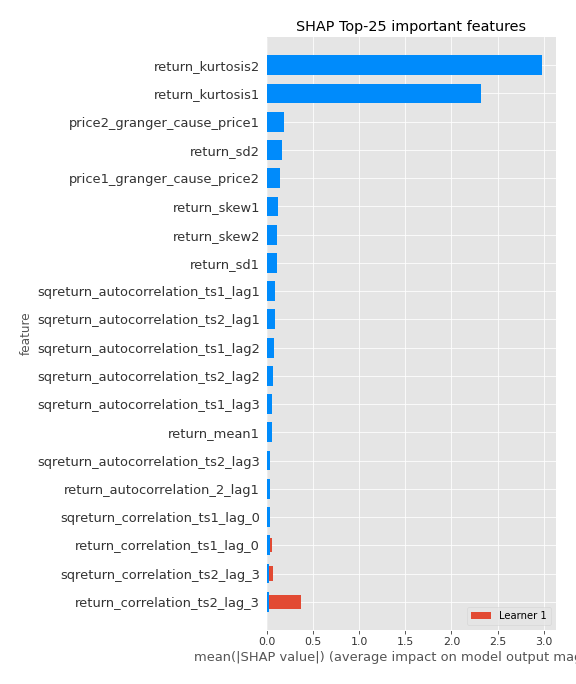 SHAP Top-25 important features
return_kurtosis2
return_kurtosis1
price2_granger_cause_price1
return_sd2
price1_granger_cause_price2
return_skew1
return_skew2
return_sd1
sqreturn_autocorrelation_ts1_lag1
sqreturn_autocorrelation_ts2_lag1
sqreturn_autocorrelation_ts1_lag2
sqreturn_autocorrelation_ts2_lag2
sqreturn_autocorrelation_ts1_lag3
return_mean1
sqreturn_autocorrelation_ts2_lag3
return_autocorrelation_2_lag1
sqreturn_correlation_ts1_lag_0
return_correlation_ts1_lag_0
sqreturn_correlation_ts2_lag_3
return_correlation_ts2_lag_3
feature
Learner 1
0.0 0.5 1.0 1.5 2.0 2.5 3.0
mean(|SHAP value|) (average impact on model output mag